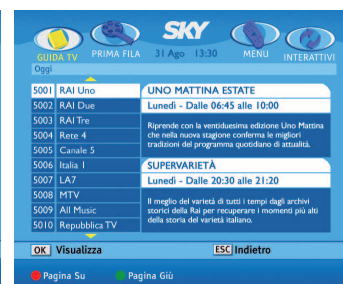 SKY
GUIDA TV PRIMA FILA 31 Ago 13:30 MENU INTERATTIVI
Oggi
5001 RAI Uno
5002 RAI Due
5003 RAI Tre
5004 Rete 4
5005 Canale 5
5006 Italia 1
5007 LA7
5008 MTV
5009 All Music
5010 Repubblica TV
UNO MATTINA ESTATE
Lunedì - Dalle 06:45 alle 10:00
Riprende con la ventiduesima edizione Uno Mattina
che nella nuova stagione conferma le migliori
tradizioni del programma quotidiano di attualità.
SUPERVARIETÀ
Lunedì - Dalle 20:30 alle 21:20
Il meglio del varietà di tutti i tempi dagli archivi
storici della Rai per recuperare i momenti più alti
della storia del varietà italiano.
OK Visualizza ESC Indietro
Pagina Su Pagina Giù